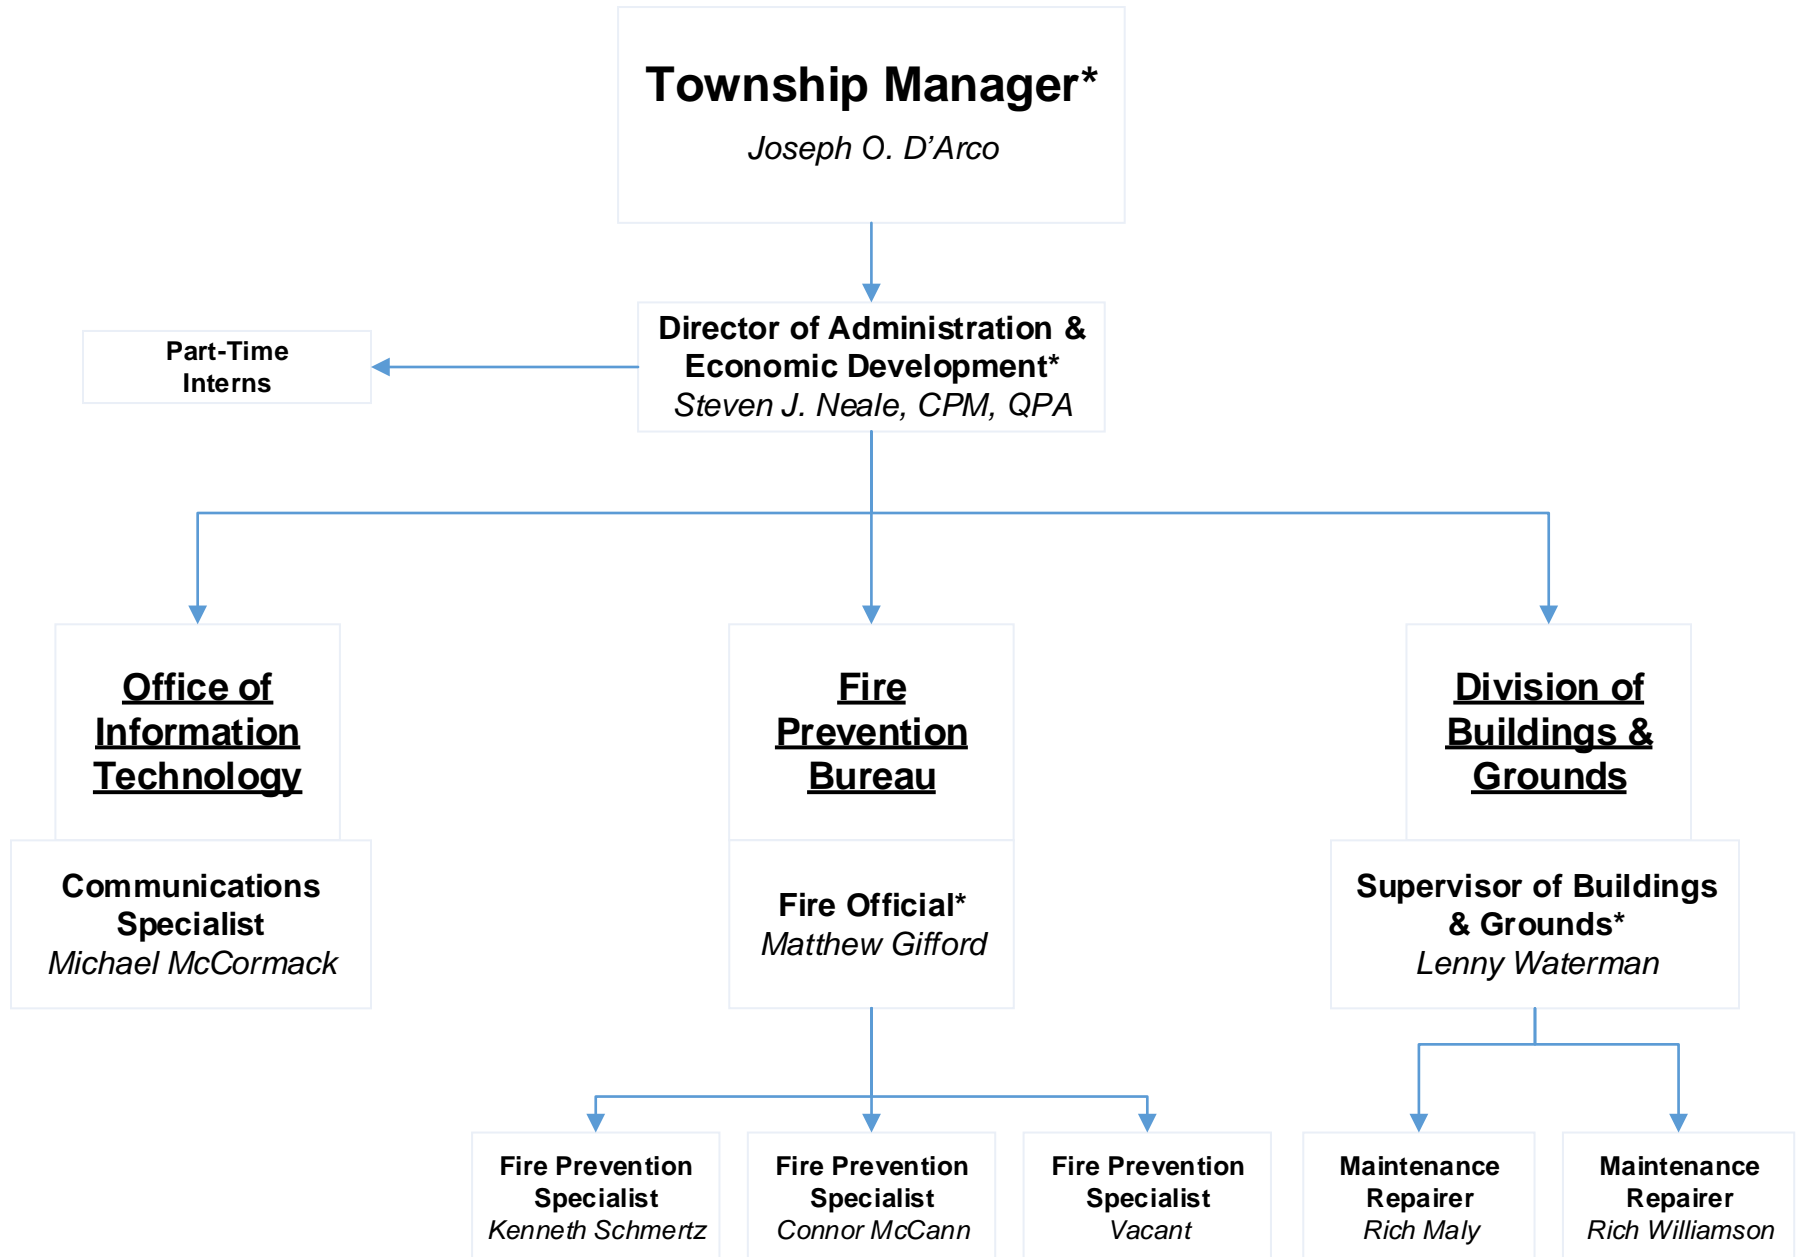 Township Manager*
Joseph O. D’Arco
Director of Administration &
Economic Development*
Steven J. Neale, CPM, QPA
Part-Time
Interns
Office of
Information
Technology
Communications
Specialist
Michael McCormack
Fire
Prevention
Bureau
Fire Official*
Matthew Gifford
Division of
Buildings &
Grounds
Supervisor of Buildings
& Grounds*
Lenny Waterman
Fire Prevention
Specialist
Kenneth Schmertz
Fire Prevention
Specialist
Connor McCann
Fire Prevention
Specialist
Vacant
Maintenance
Repairer
Rich Maly
Maintenance
Repairer
Rich Williamson